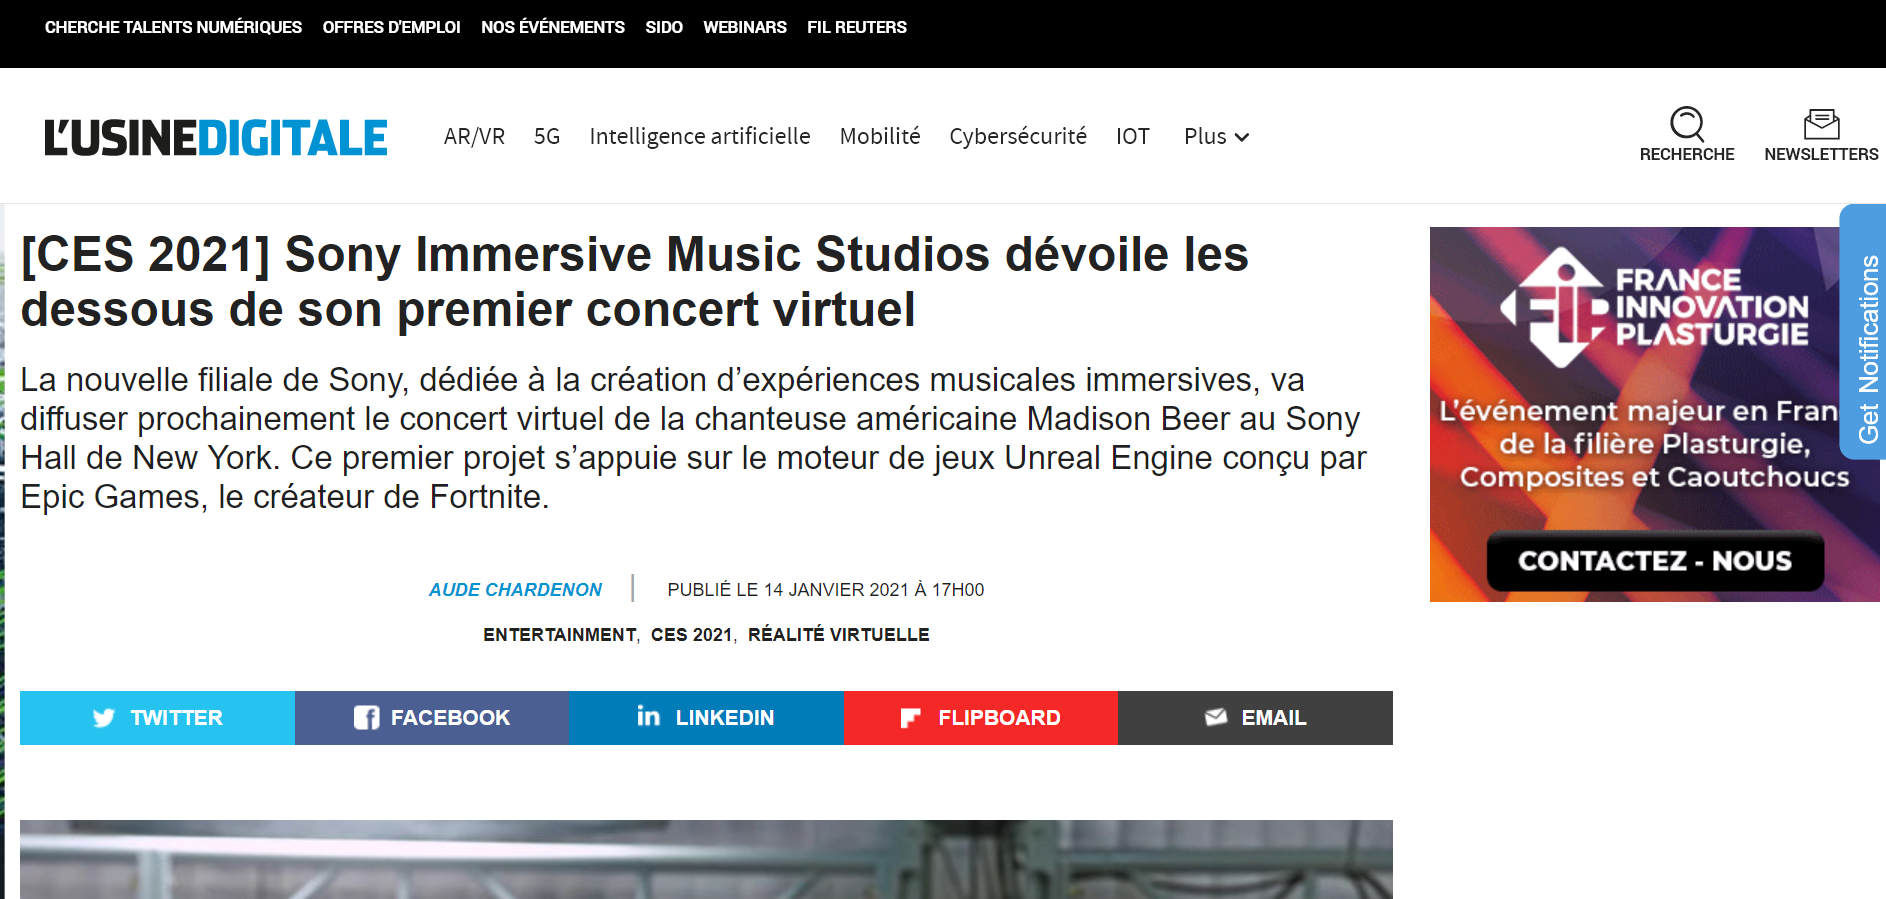 CHERCHE TALENTS NUMÉRIQUES OFFRES D'EMPLOI NOS ÉVÉNEMENTS SIDO WEBINARS FIL REUTERS
L'USINEDIGITALE AR/VR 5G Intelligence artificielle Mobilité Cybersécurité IOT Plus
RECHERCHE NEWSLETTERS
[CES 2021] Sony Immersive Music Studios dévoile les
dessous de son premier concert virtuel
La nouvelle filiale de Sony, dédiée à la création d’expériences musicales immersives, va
diffuser prochainement le concert virtuel de la chanteuse américaine Madison Beer au Sony
Hall de New York. Ce premier projet s’appuie sur le moteur de jeux Unreal Engine conçu par
Epic Games, le créateur de Fortnite.
AUDE CHARDENON PUBLIÉ LE 14 JANVIER 2021 À 17H00
ENTERTAINMENT, CES 2021, RÉALITÉ VIRTUELLE
TWITTER FACEBOOK LINKEDIN FLIPBOARD EMAIL
FIP FRANCE
INNOVATION
PLASTURGIE
L’événement majeur en Fran
de la filière Plasturgie,
Composites et Caoutchoucs
CONTACTEZ - NOUS
Get Notifications